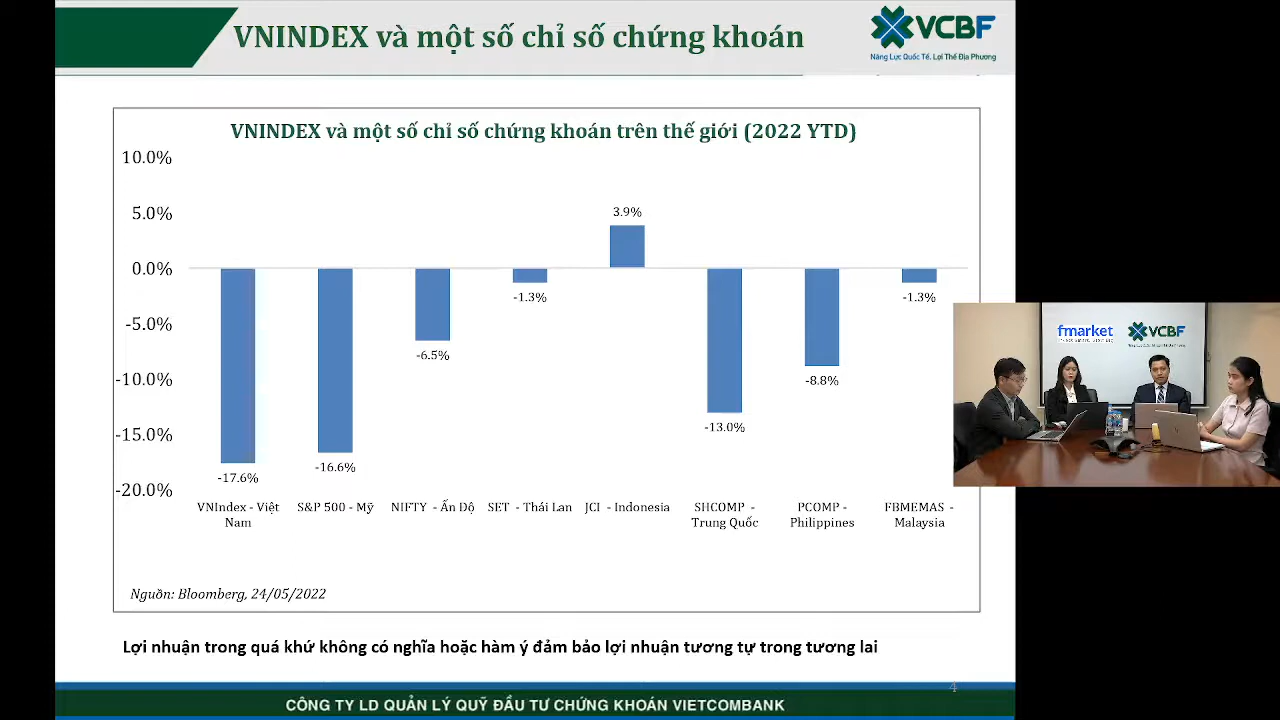 VNINDEX và một số chỉ số chứng khoán
VCBF
Năng Lực Quốc Tế. Lợi Thế Địa Phương
VNINDEX và một số chỉ số chứng khoán trên thế giới (2022 YTD)
10.0%
5.0%
0.0%
-5.0%
-10.0%
-15.0%
-20.0%
-17.6%
-16.6%
-6.5%
-1.3%
3.9%
-13.0%
-8.8%
-1.3%
VNIndex - Việt
Nam
S&P 500 - Mỹ
NIFTY - Ấn Độ
SET - Thái Lan
JCI - Indonesia
SHCOMP -
Trung Quốc
PCOMP -
Philippines
FBMEMAS -
Malaysia
Nguồn: Bloomberg, 24/05/2022
fmarket
VCBF
Lợi nhuận trong quá khứ không có nghĩa hoặc hàm ý đảm bảo lợi nhuận tương tự trong tương lai
4
CÔNG TY LD QUẢN LÝ QUỸ ĐẦU TƯ CHỨNG KHOÁN VIETCOMBANK